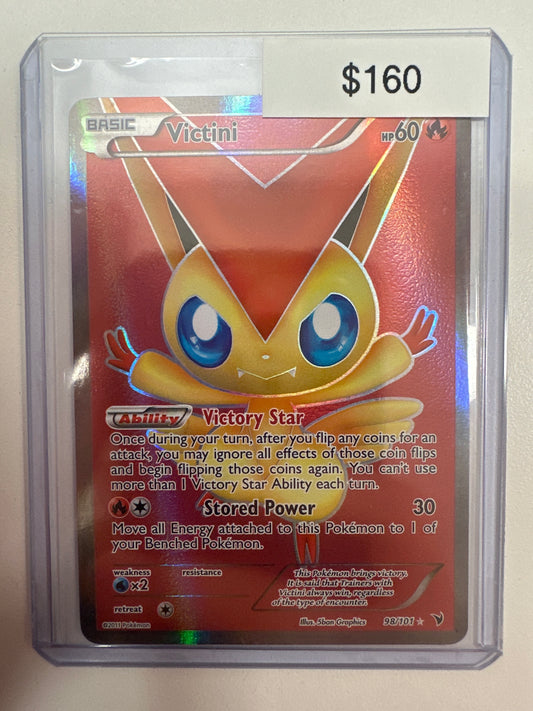 $160
BASIC Victini HP60
Ability Victory Star
Once during your turn, after you flip any coins for an
attack, you may ignore all effects of those coin flips
and begin flipping those coins again. You can't use
more than 1 Victory Star Ability each turn.
Stored Power 30
Move all Energy attached to this Pokémon to 1 of
your Benched Pokémon.
weakness resistance
×2
retreat
This Pokémon brings victory.
It is said that Trainers with
Victini always win, regardless
of the type of encounter.
©2011 Pokémon Illus. 5ban Graphics 98/101